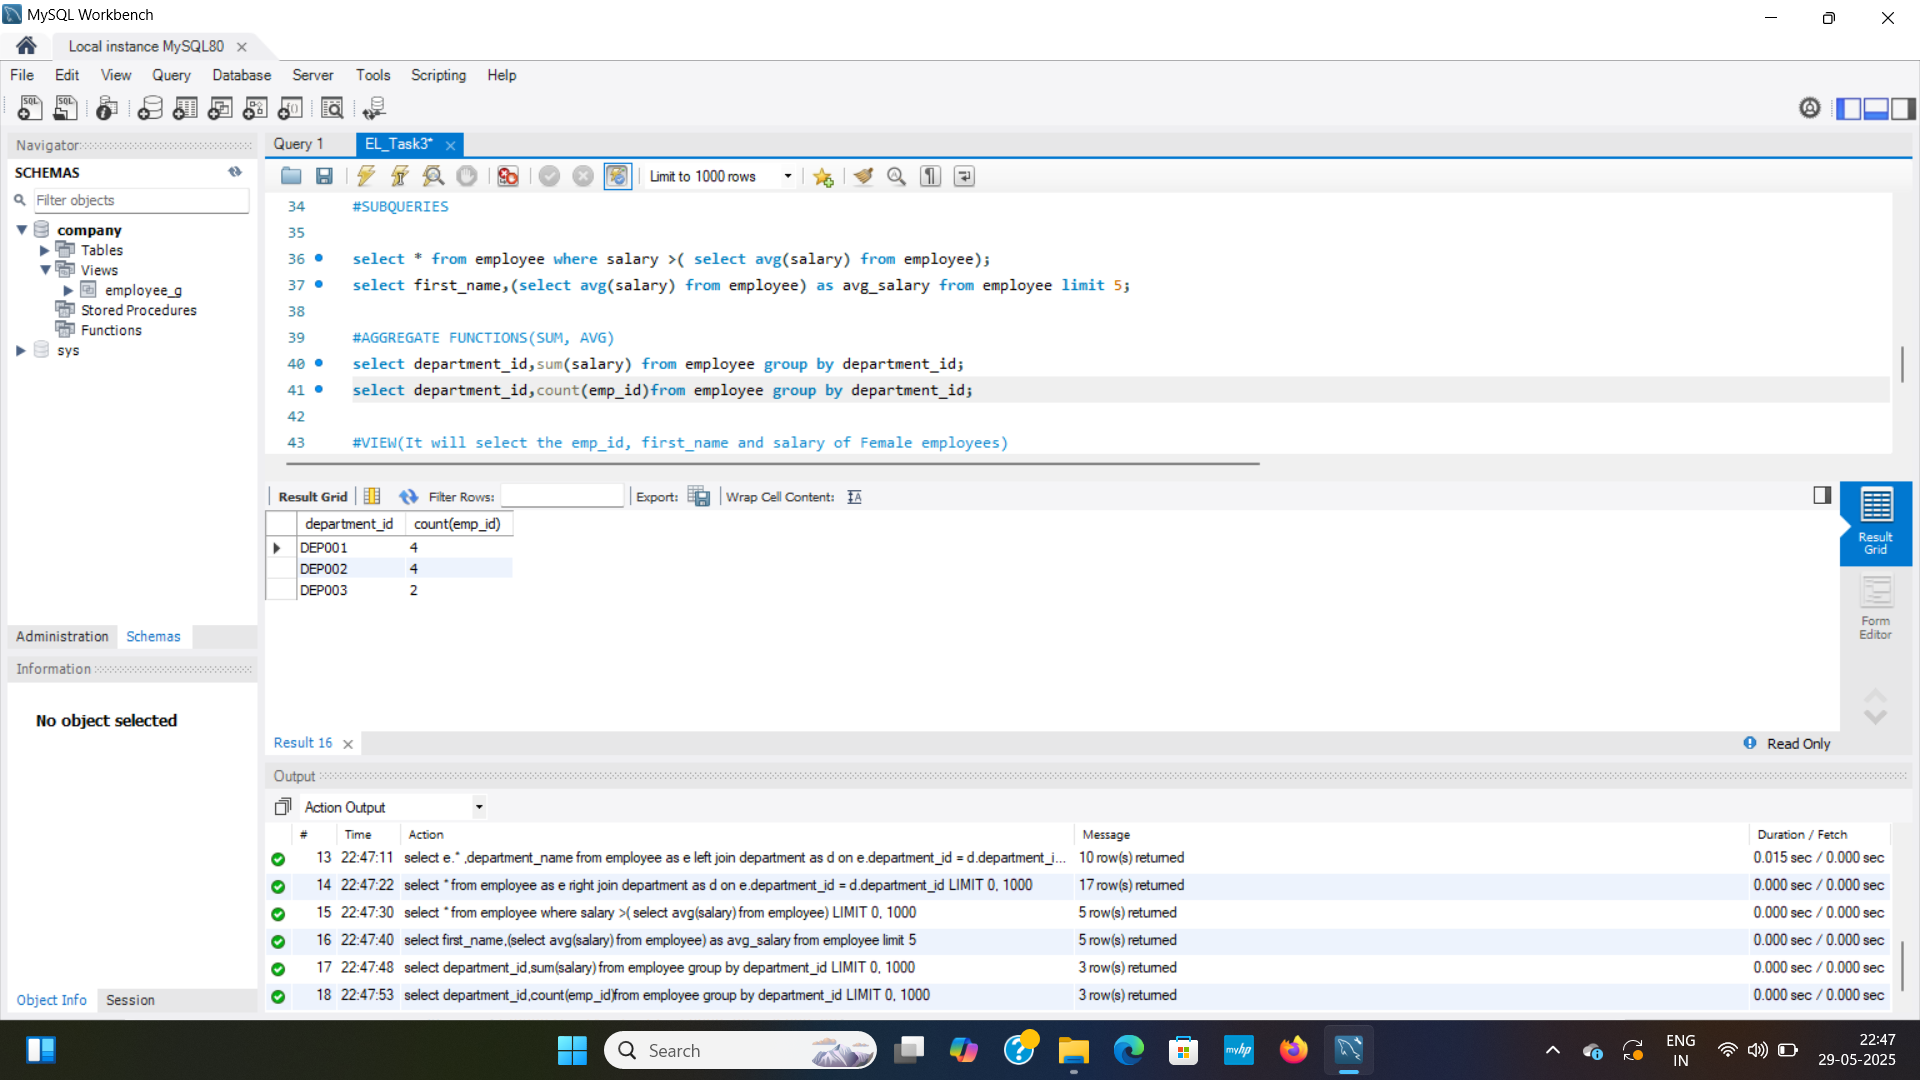 MySQL Workbench
Local instance MySQL80
File Edit View Query Database Server Tools Scripting Help
Navigator
SCHEMAS
Filter objects
company
Tables
Views
employee_g
Stored Procedures
Functions
sys
Administration Schemas
Information
No object selected
Object Info Session
Query 1 EL_Task3*
Limit to 1000 rows
34 #SUBQUERIES
35
36 select * from employee where salary >( select avg(salary) from employee);
37 select first_name,(select avg(salary) from employee) as avg_salary from employee limit 5;
38
39 #AGGREGATE FUNCTIONS(SUM, AVG)
40 select department_id,sum(salary) from employee group by department_id;
41 select department_id,count(emp_id)from employee group by department_id;
42
43 #VIEW(It will select the emp_id, first_name and salary of Female employees)
Result Grid Filter Rows: Export: Wrap Cell Content:
department_id count(emp_id)
DEP001 4
DEP002 4
DEP003 2
Result Grid
Form Editor
Result 16
Read Only
Output
Action Output
# Time Action Message Duration / Fetch
13 22:47:11 select e.* ,department_name from employee as e left join department as d on e.department_id = d.department_i... 10 row(s) returned 0.015 sec / 0.000 sec
14 22:47:22 select * from employee as e right join department as d on e.department_id = d.department_id LIMIT 0, 1000 17 row(s) returned 0.000 sec / 0.000 sec
15 22:47:30 select * from employee where salary >( select avg(salary) from employee) LIMIT 0, 1000 5 row(s) returned 0.000 sec / 0.000 sec
16 22:47:40 select first_name,(select avg(salary) from employee) as avg_salary from employee limit 5 5 row(s) returned 0.000 sec / 0.000 sec
17 22:47:48 select department_id,sum(salary) from employee group by department_id LIMIT 0, 1000 3 row(s) returned 0.000 sec / 0.000 sec
18 22:47:53 select department_id,count(emp_id)from employee group by department_id LIMIT 0, 1000 3 row(s) returned 0.000 sec / 0.000 sec
Search
myhp
ENG
IN
22:47
29-05-2025